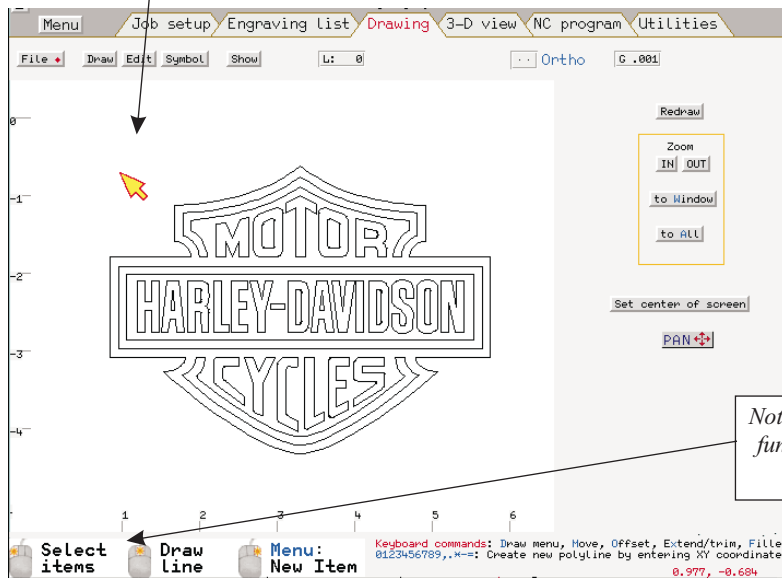 Menu Job setup Engraving list Drawing 3-D view NC program Utilities
File Draw Edit Symbol Show L: 0 ·· Ortho G .001
Redraw
Zoom
IN OUT
to Window
to All
Set center of screen
PAN
0
-1
-2
-3
-4
MOTOR
HARLEY-DAVIDSON
CYCLES
1 2 3 4 5 6
Not
fun
Select items
Draw line
Menu: New Item
Keyboard commands: Draw menu, Move, Offset, Extend/trim, Fille
0123456789,.*-=: Create new polyline by entering XY coordinate
0.977, -0.684